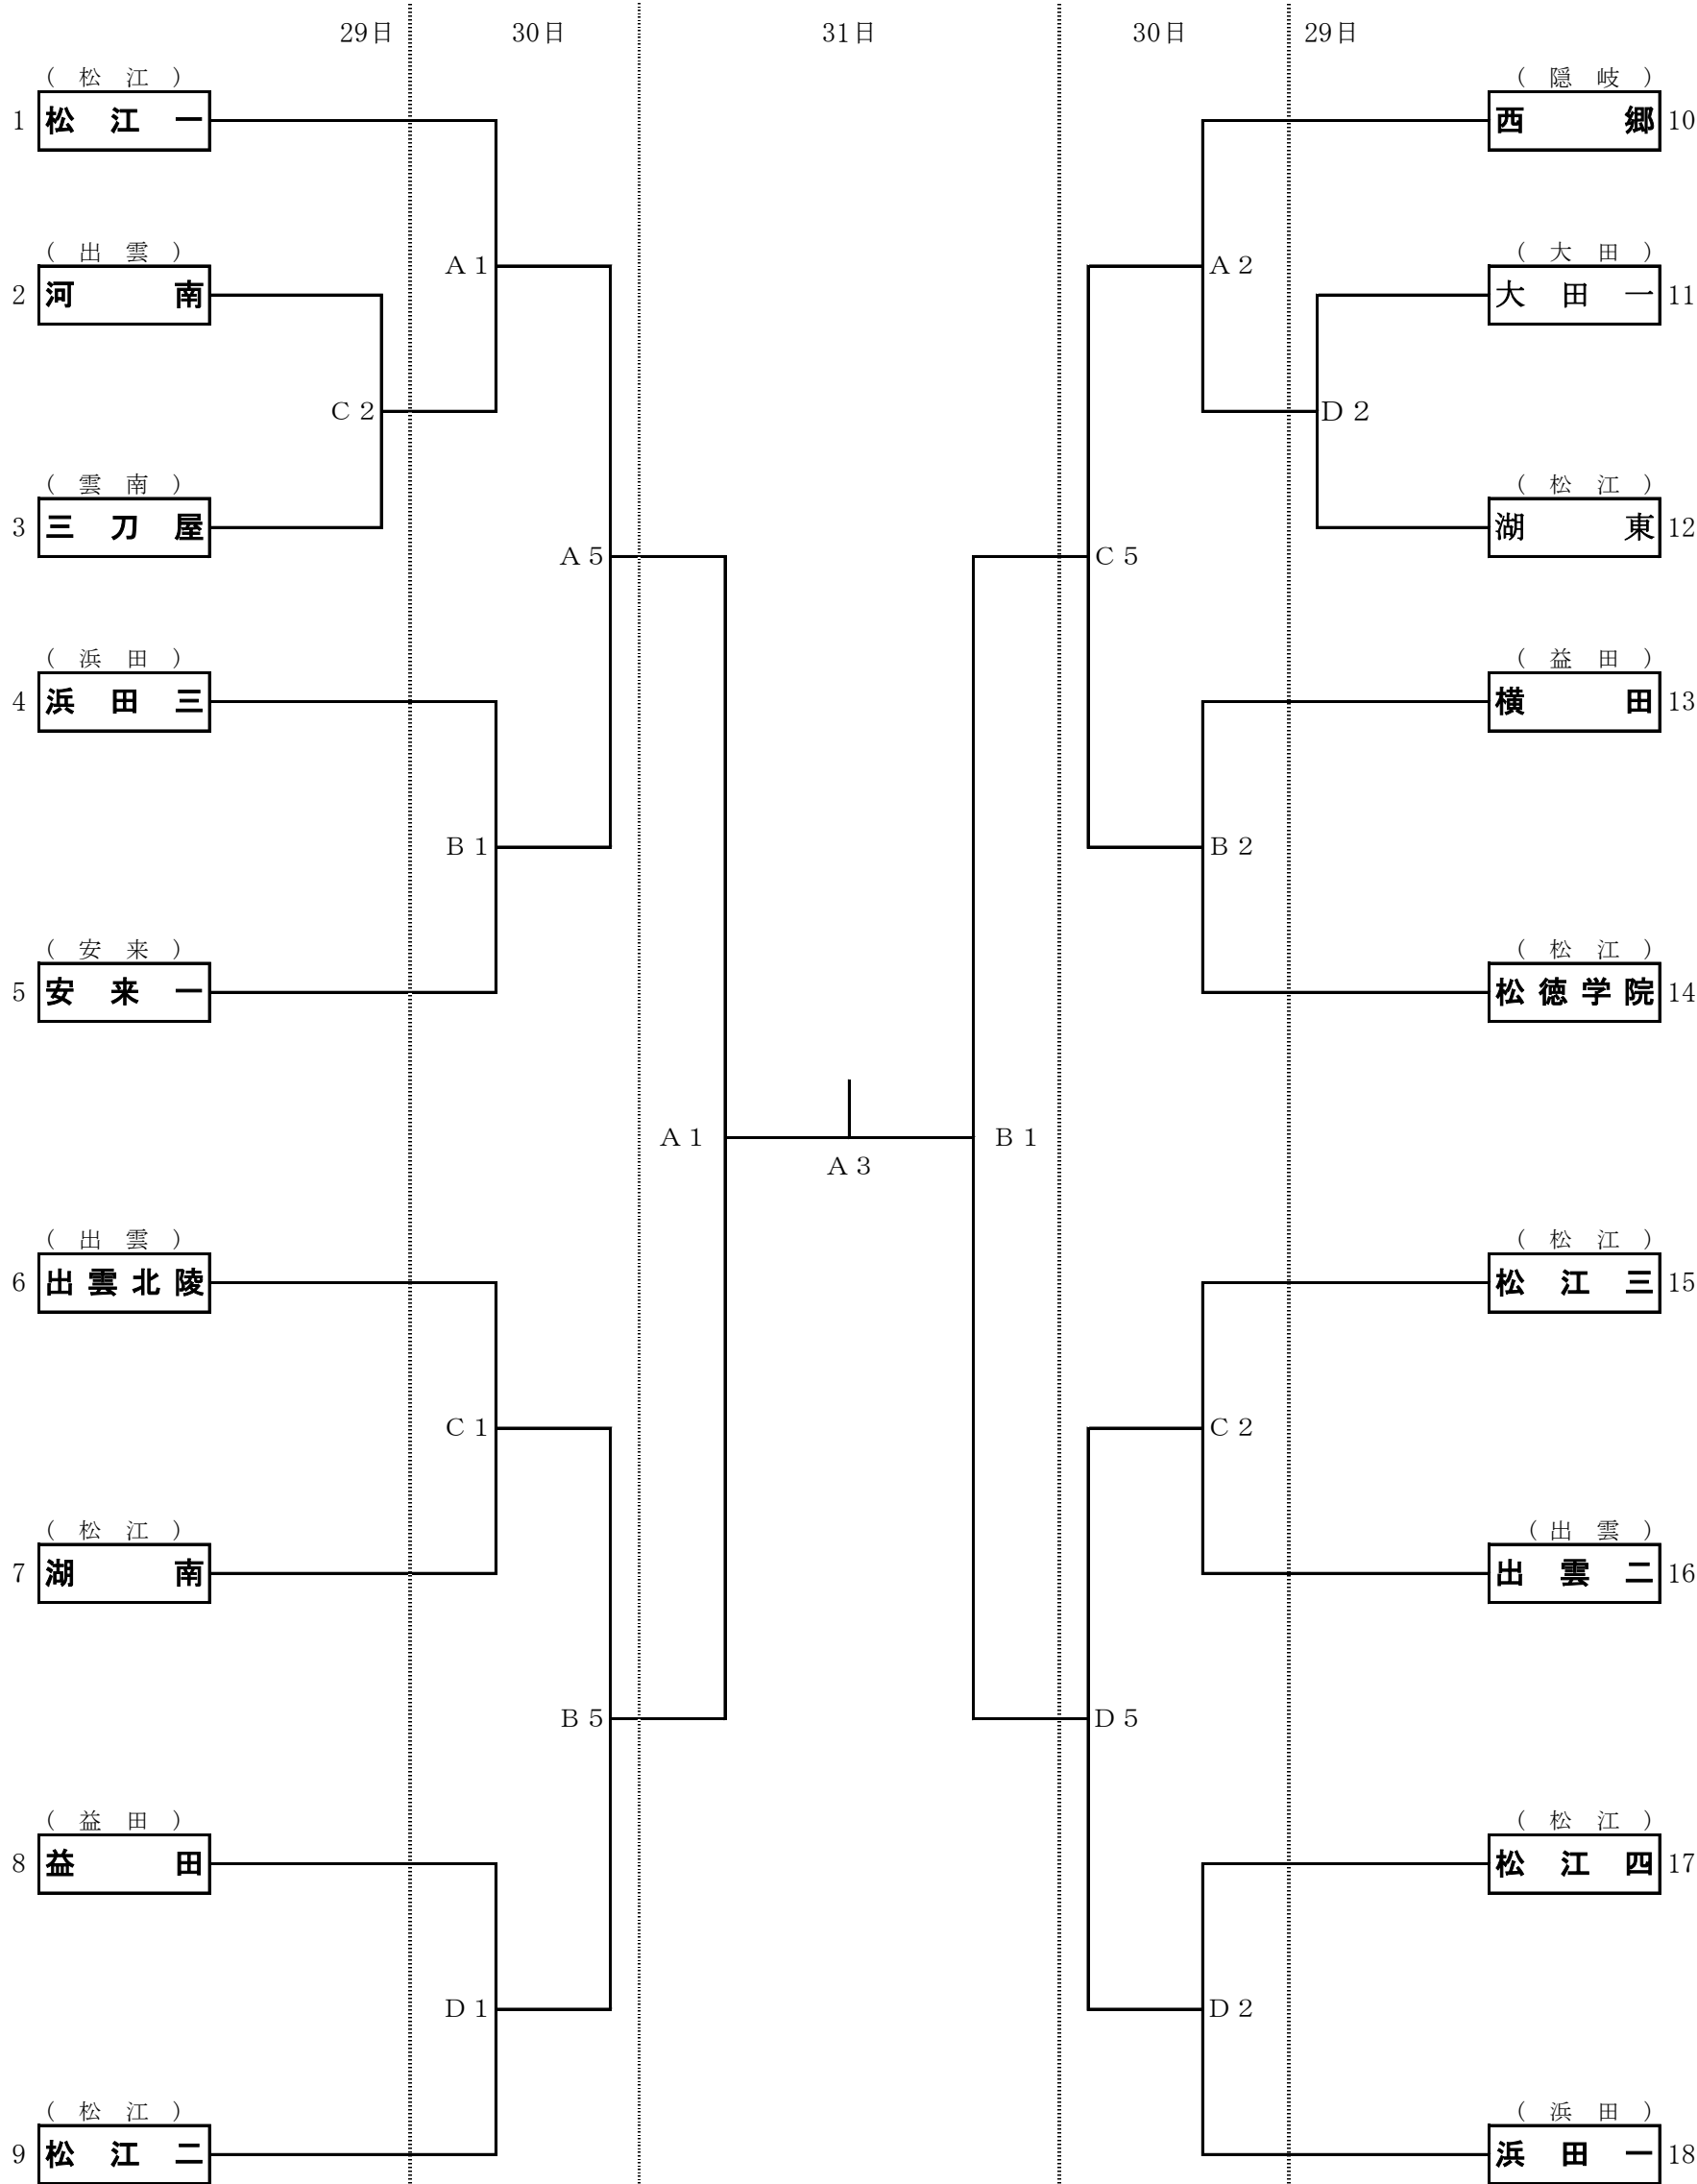 29日 30日 31日 30日 29日
（ 松 江 ） （ 隠 岐 ）
1 松 江 一 西 郷 10
（ 出 雲 ） （ 大 田 ）
A 1 A 2
2 河 南 大 田 一 11
C 2 D 2
（ 雲 南 ） （ 松 江 ）
3 三 刀 屋 湖 東 12
A 5 C 5
（ 浜 田 ） （ 益 田 ）
4 浜 田 三 横 田 13
B 1 B 2
（ 安 来 ） （ 松 江 ）
5 安 来 一 松 徳 学 院 14
A 1 B 1
A 3
（ 出 雲 ） （ 松 江 ）
6 出 雲 北 陵 松 江 三 15
C 1 C 2
（ 松 江 ） （ 出 雲 ）
7 湖 南 出 雲 二 16
B 5 D 5
（ 益 田 ） （ 松 江 ）
8 益 田 松 江 四 17
D 1 D 2
（ 松 江 ） （ 浜 田 ）
9 松 江 二 浜 田 一 18